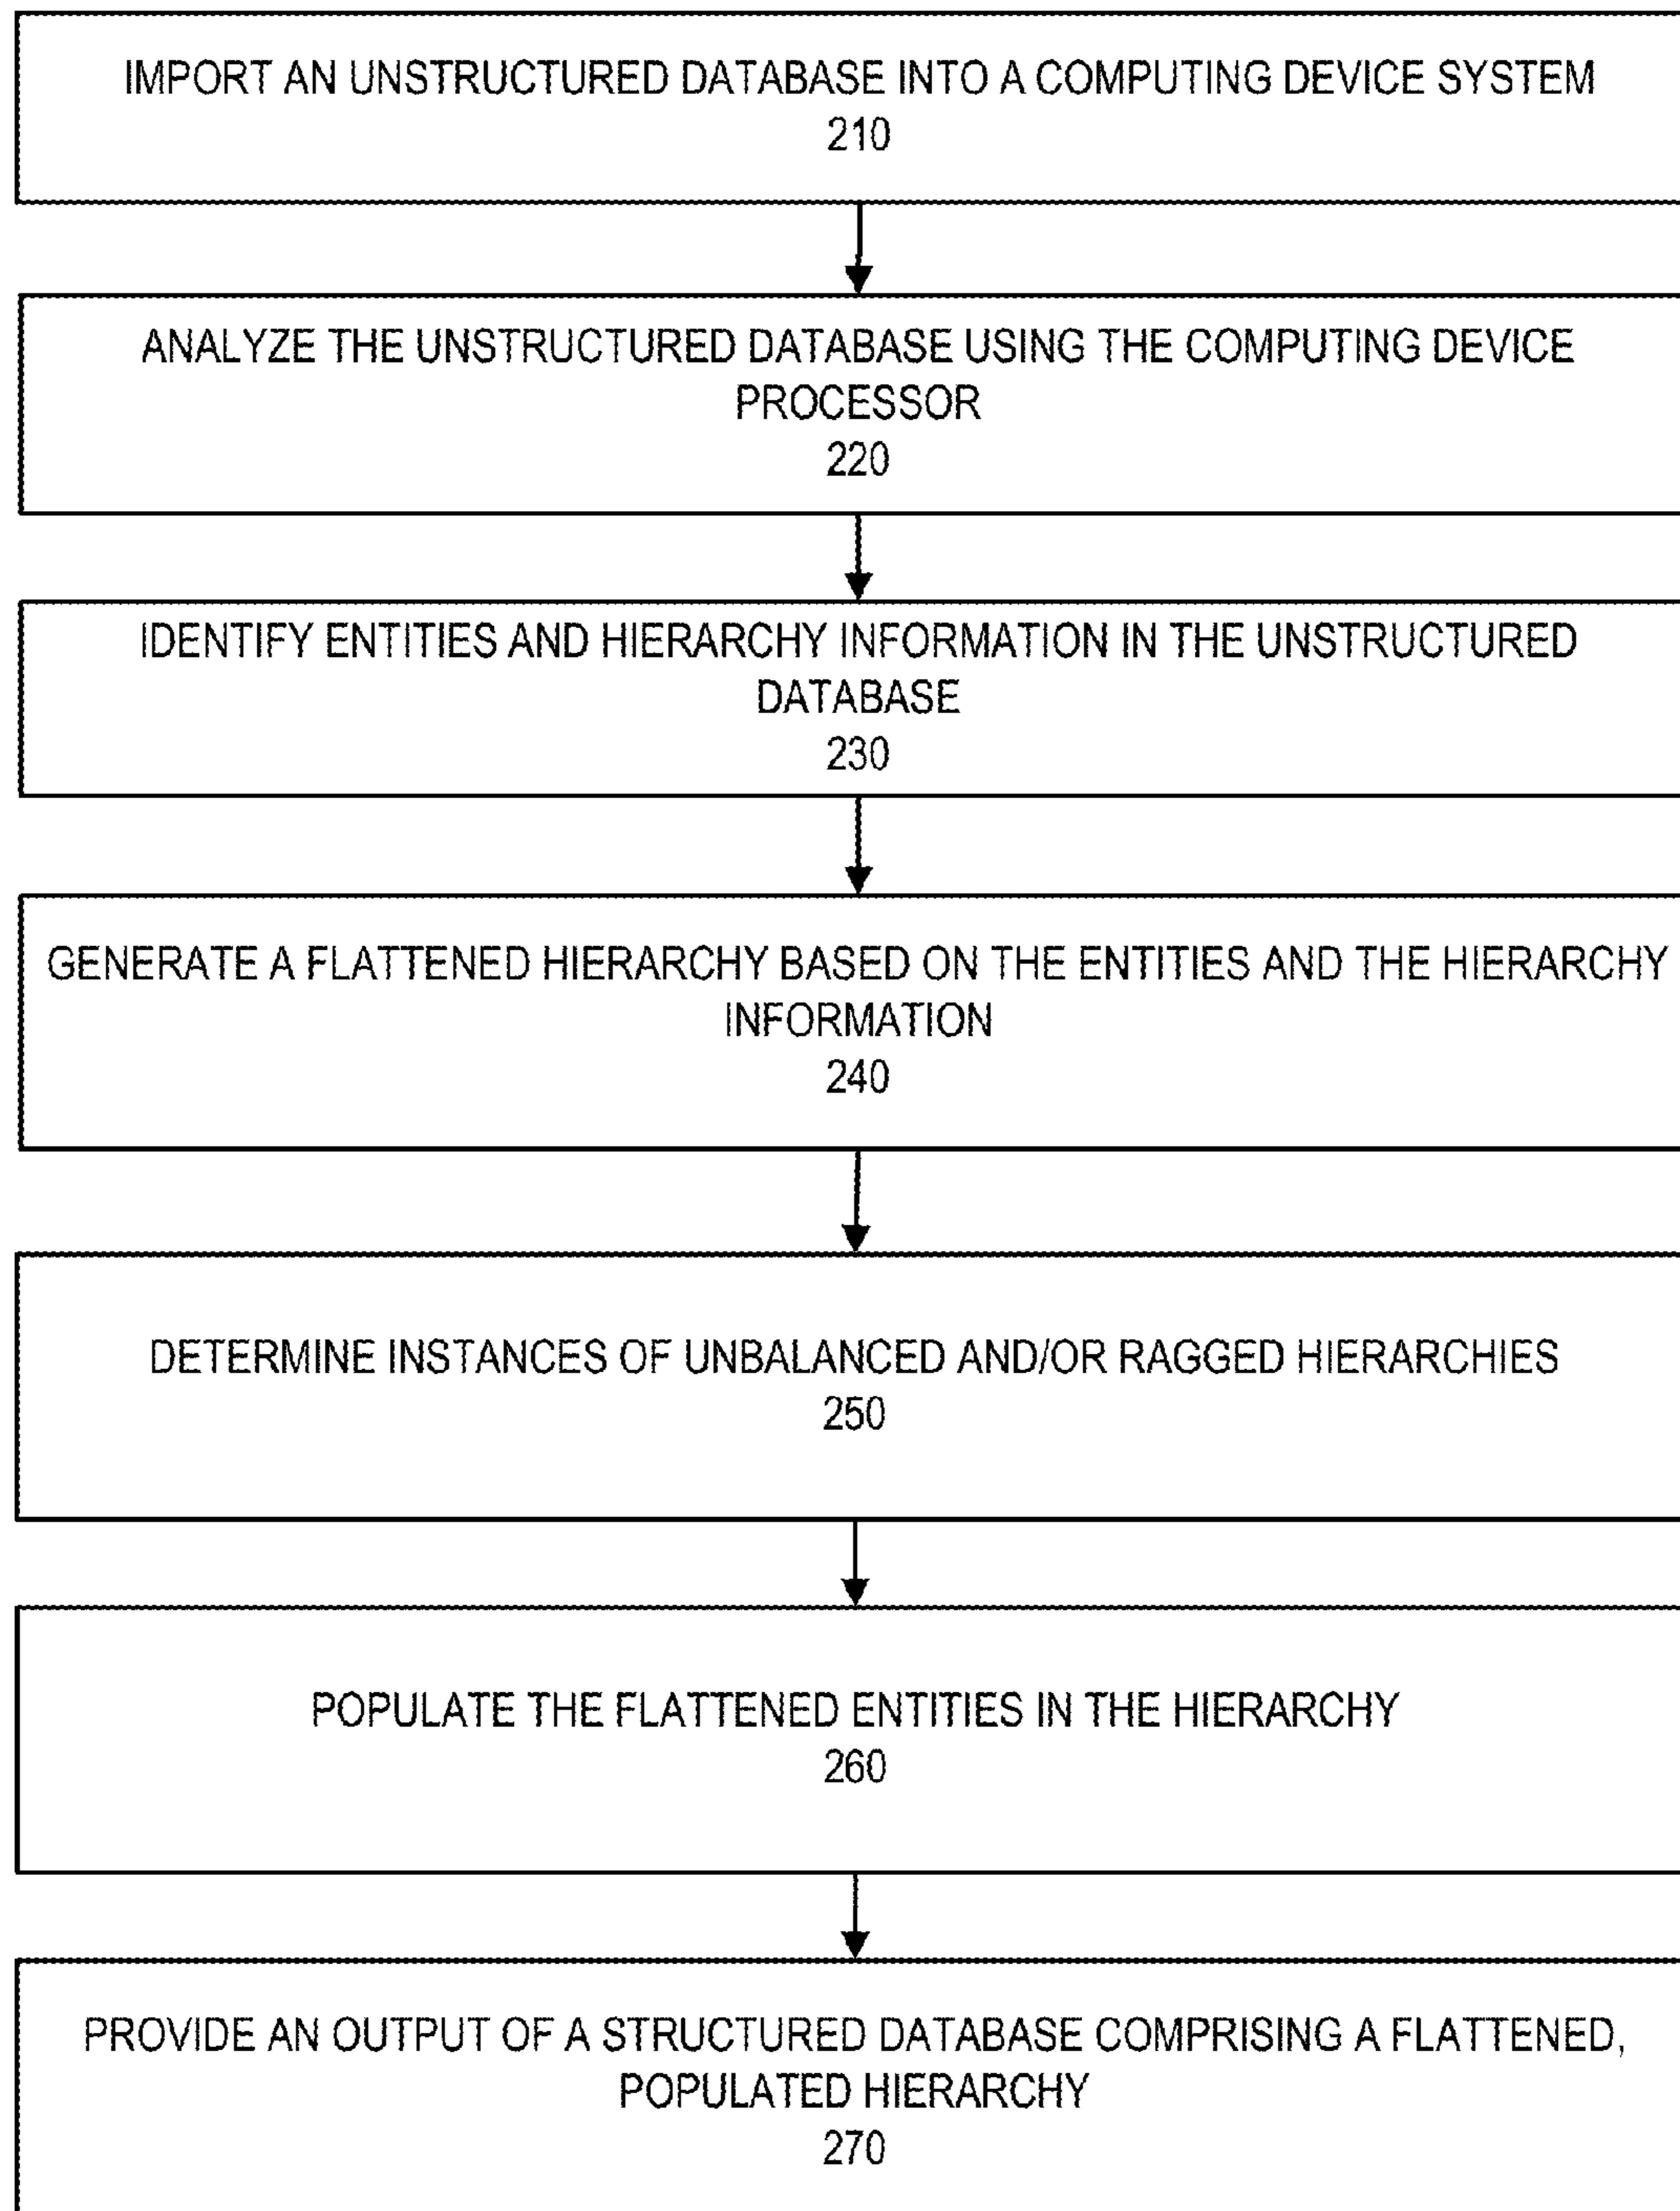 IMPORT AN UNSTRUCTURED DATABASE INTO A COMPUTING DEVICE SYSTEM
210
ANALYZE THE UNSTRUCTURED DATABASE USING THE COMPUTING DEVICE
PROCESSOR
220
IDENTIFY ENTITIES AND HIERARCHY INFORMATION IN THE UNSTRUCTURED
DATABASE
230
GENERATE A FLATTENED HIERARCHY BASED ON THE ENTITIES AND THE HIERARCHY
INFORMATION
240
DETERMINE INSTANCES OF UNBALANCED AND/OR RAGGED HIERARCHIES
250
POPULATE THE FLATTENED ENTITIES IN THE HIERARCHY
260
PROVIDE AN OUTPUT OF A STRUCTURED DATABASE COMPRISING A FLATTENED,
POPULATED HIERARCHY
270